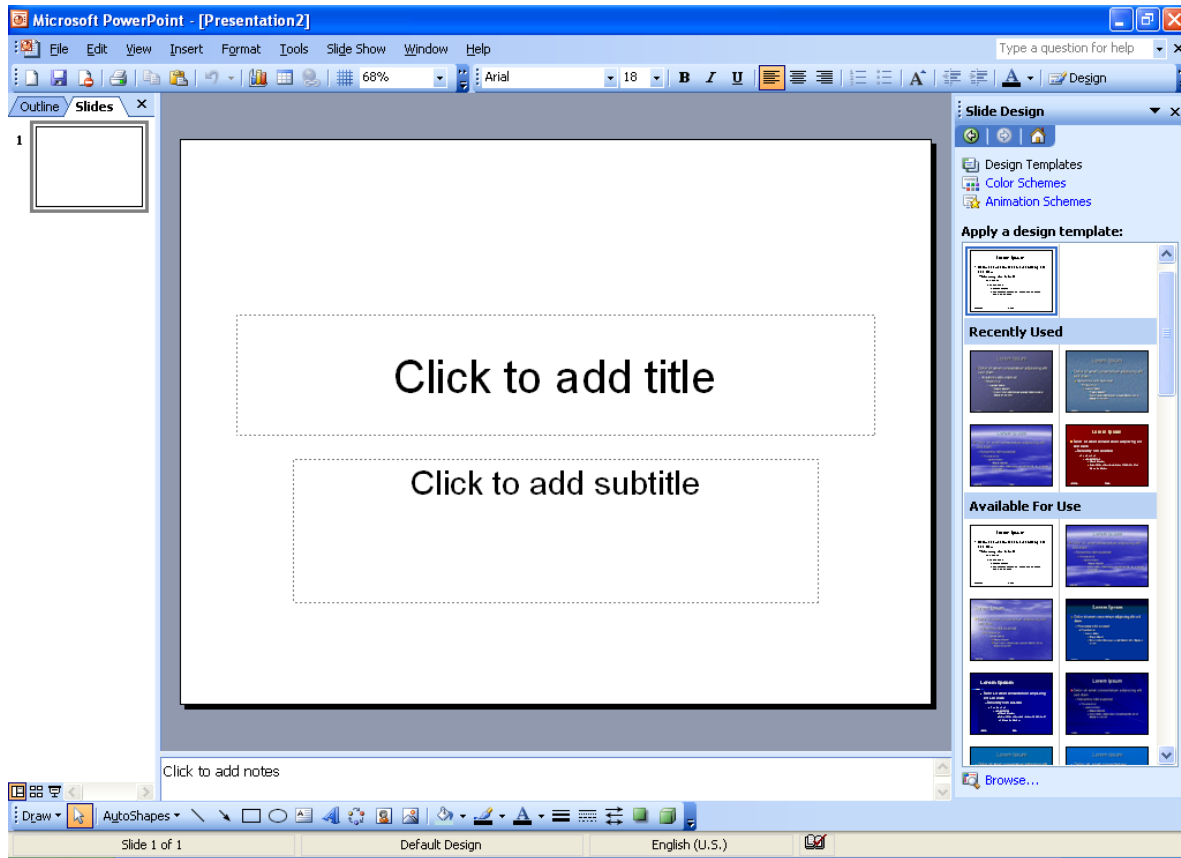 Microsoft PowerPoint - [Presentation2]
File Edit View Insert Format Tools Slide Show Window Help Type a question for help
68% Arial 18 B I U A A Design
Outline Slides
1
Click to add title
Click to add subtitle
Click to add notes
Slide Design
Design Templates
Color Schemes
Animation Schemes
Apply a design template:
Recently Used
Available For Use
Browse...
Draw AutoShapes A
Slide 1 of 1 Default Design English (U.S.)